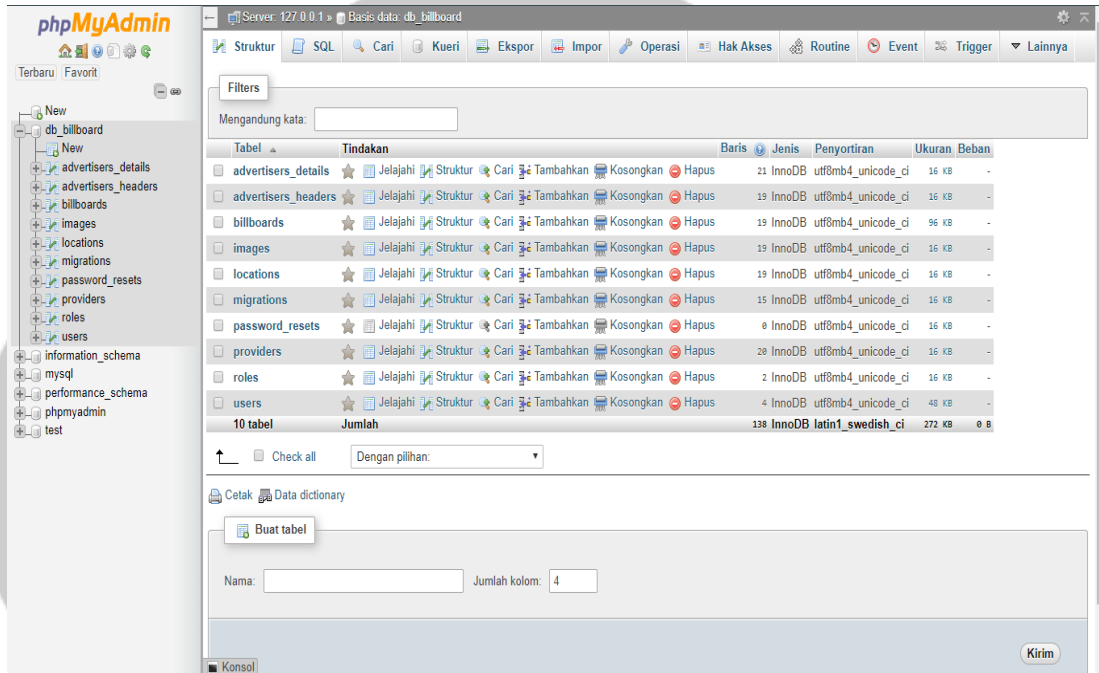 phpMyAdmin
Terbaru Favorit
New
db_billboard
New
advertisers_details
advertisers_headers
billboards
images
locations
migrations
password_resets
providers
roles
users
information_schema
mysql
performance_schema
phpmyadmin
test
Server: 127.0.0.1 » Basis data: db_billboard
Struktur SQL Cari Kueri Ekspor Impor Operasi Hak Akses Routine Event Trigger Lainnya
Filters
Mengandung kata:
Tabel Tindakan Baris Jenis Penyortiran Ukuran Beban
advertisers_details Jelajahi Struktur Cari Tambahkan Kosongkan Hapus 21 InnoDB utf8mb4_unicode_ci 16 KB -
advertisers_headers Jelajahi Struktur Cari Tambahkan Kosongkan Hapus 19 InnoDB utf8mb4_unicode_ci 16 KB -
billboards Jelajahi Struktur Cari Tambahkan Kosongkan Hapus 19 InnoDB utf8mb4_unicode_ci 96 KB -
images Jelajahi Struktur Cari Tambahkan Kosongkan Hapus 19 InnoDB utf8mb4_unicode_ci 16 KB -
locations Jelajahi Struktur Cari Tambahkan Kosongkan Hapus 19 InnoDB utf8mb4_unicode_ci 16 KB -
migrations Jelajahi Struktur Cari Tambahkan Kosongkan Hapus 15 InnoDB utf8mb4_unicode_ci 16 KB -
password_resets Jelajahi Struktur Cari Tambahkan Kosongkan Hapus 0 InnoDB utf8mb4_unicode_ci 16 KB -
providers Jelajahi Struktur Cari Tambahkan Kosongkan Hapus 20 InnoDB utf8mb4_unicode_ci 16 KB -
roles Jelajahi Struktur Cari Tambahkan Kosongkan Hapus 2 InnoDB utf8mb4_unicode_ci 16 KB -
users Jelajahi Struktur Cari Tambahkan Kosongkan Hapus 4 InnoDB utf8mb4_unicode_ci 48 KB -
10 tabel Jumlah 138 InnoDB latin1_swedish_ci 272 KB 0 B
Check all Dengan pilihan:
Cetak Data dictionary
Buat tabel
Nama: Jumlah kolom: 4
Kirim
Konsol